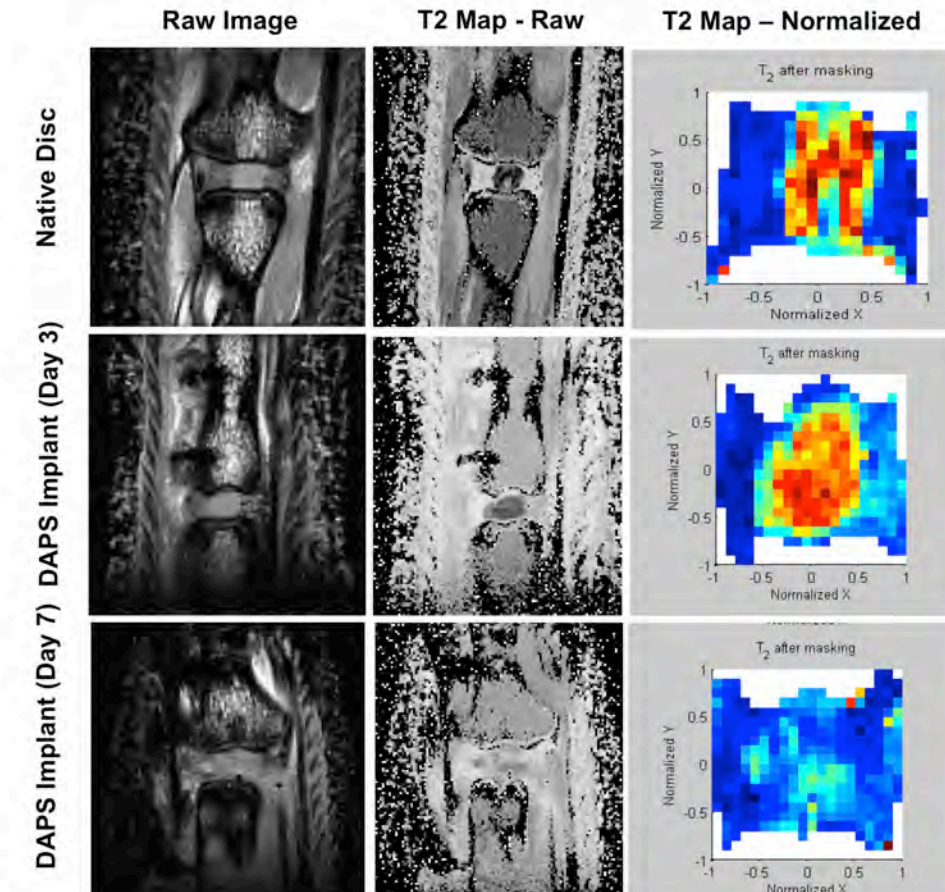 Raw Image
T2 Map - Raw
T2 Map – Normalized
Native Disc
T2 after masking
1
0.5
0
-0.5
-1
-1
-0.5
0
0.5
1
Normalized Y
Normalized X
DAPS Implant (Day 3)
T2 after masking
1
0.5
0
-0.5
-1
-1
-0.5
0
0.5
1
Normalized Y
Normalized X
DAPS Implant (Day 7)
T2 after masking
1
0.5
0
-0.5
-1
-1
-0.5
0
0.5
1
Normalized Y
Normalized X